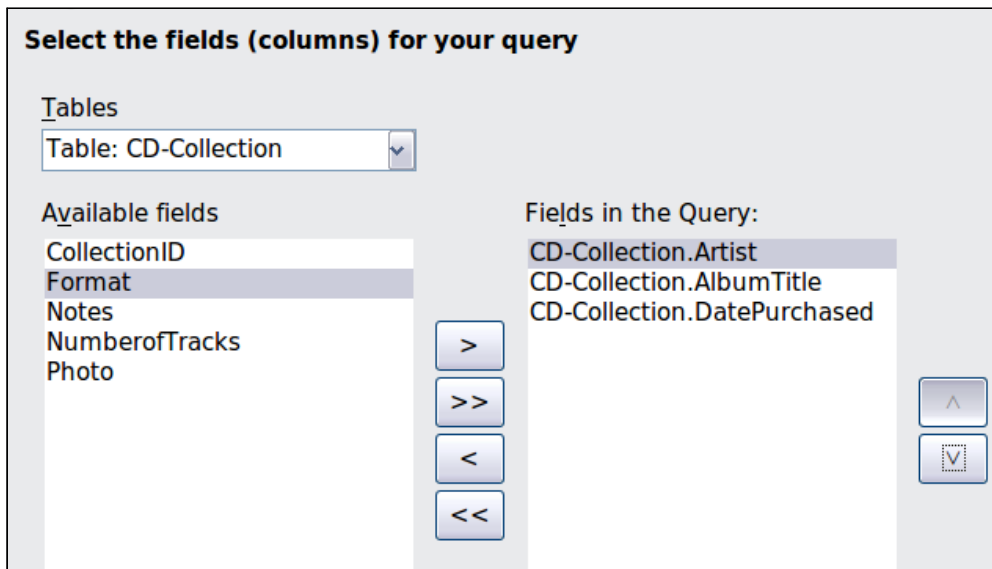 Select the fields (columns) for your query
Tables
Table: CD-Collection
Available fields
CollectionID
Format
Notes
NumberofTracks
Photo
>
>>
<
<<
Fields in the Query:
CD-Collection.Artist
CD-Collection.AlbumTitle
CD-Collection.DatePurchased